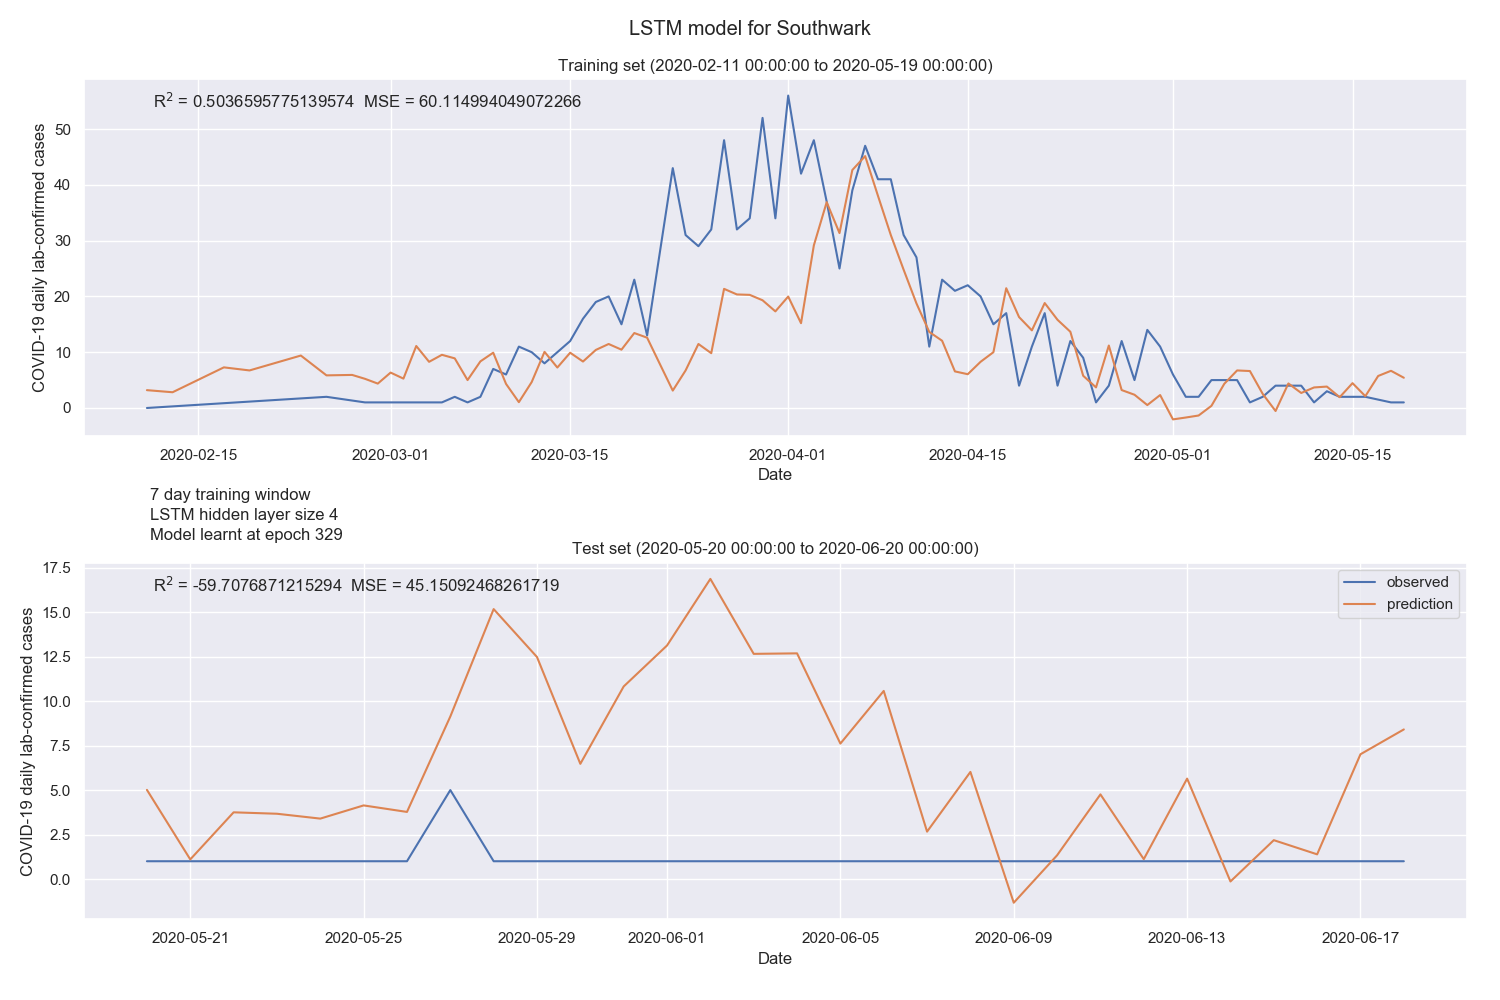 LSTM model for Southwark
Training set (2020-02-11 00:00:00 to 2020-05-19 00:00:00)
R² = 0.5036595775139574 MSE = 60.114994049072266
COVID-19 daily lab-confirmed cases
50
40
30
20
10
0
2020-02-15 2020-03-01 2020-03-15 2020-04-01 2020-04-15 2020-05-01 2020-05-15
Date
7 day training window
LSTM hidden layer size 4
Model learnt at epoch 329
Test set (2020-05-20 00:00:00 to 2020-06-20 00:00:00)
R² = -59.7076871215294 MSE = 45.15092468261719
observed
prediction
COVID-19 daily lab-confirmed cases
17.5
15.0
12.5
10.0
7.5
5.0
2.5
0.0
2020-05-21 2020-05-25 2020-05-29 2020-06-01 2020-06-05 2020-06-09 2020-06-13 2020-06-17
Date